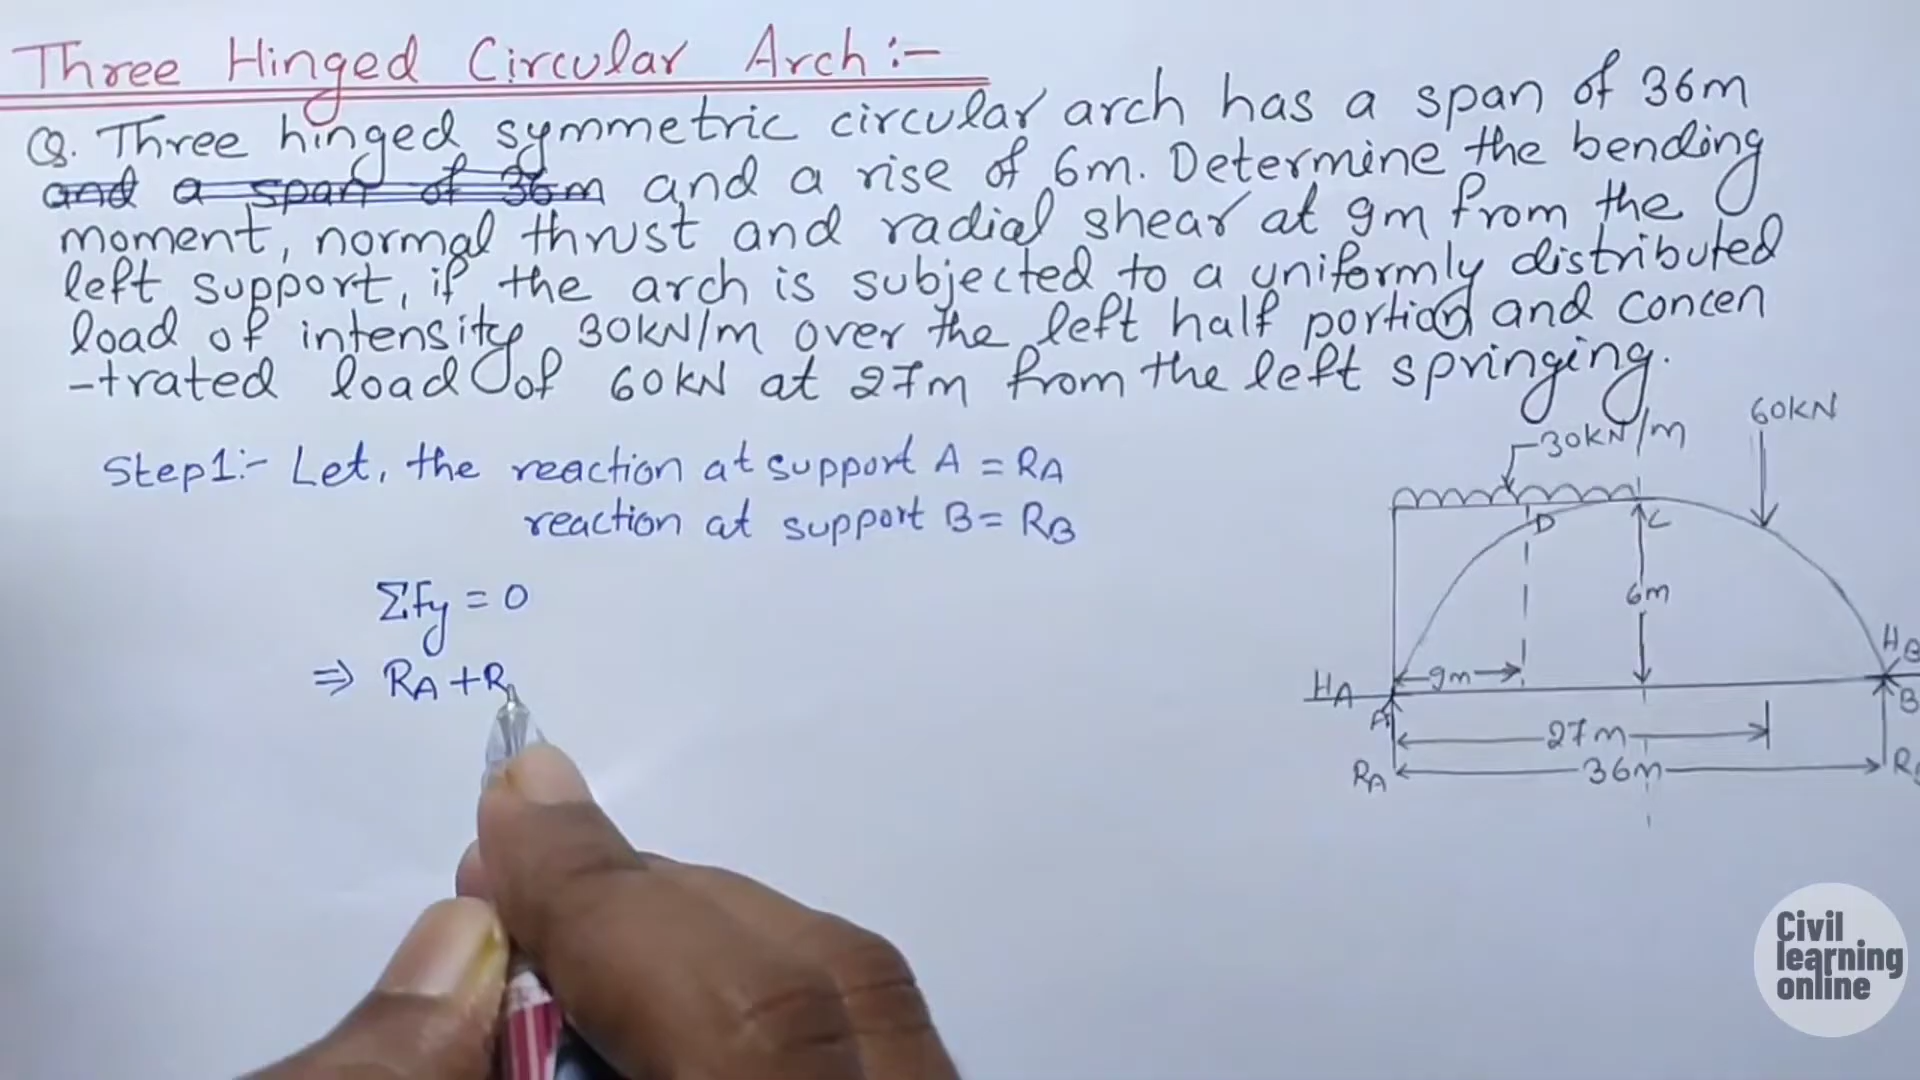 Three Hinged Circular Arch:-
Q. Three hinged symmetric circular arch has a span of 36m
and a span of 36m and a rise of 6m. Determine the bending
moment, normal thrust and radial shear at 9m from the
left support, if the arch is subjected to a uniformly distributed
load of intensity 30KN/m over the left half portion and concen
-trated load of 60KN at 27m from the left springing.
Step1:- Let, the reaction at support A = RA
reaction at support B = RB
ΣFy = 0
⇒ RA + R
60KN
30KN/m
D
C
6m
HA
9m
HB
A
B
27m
RA
36m
Civil
learning
online